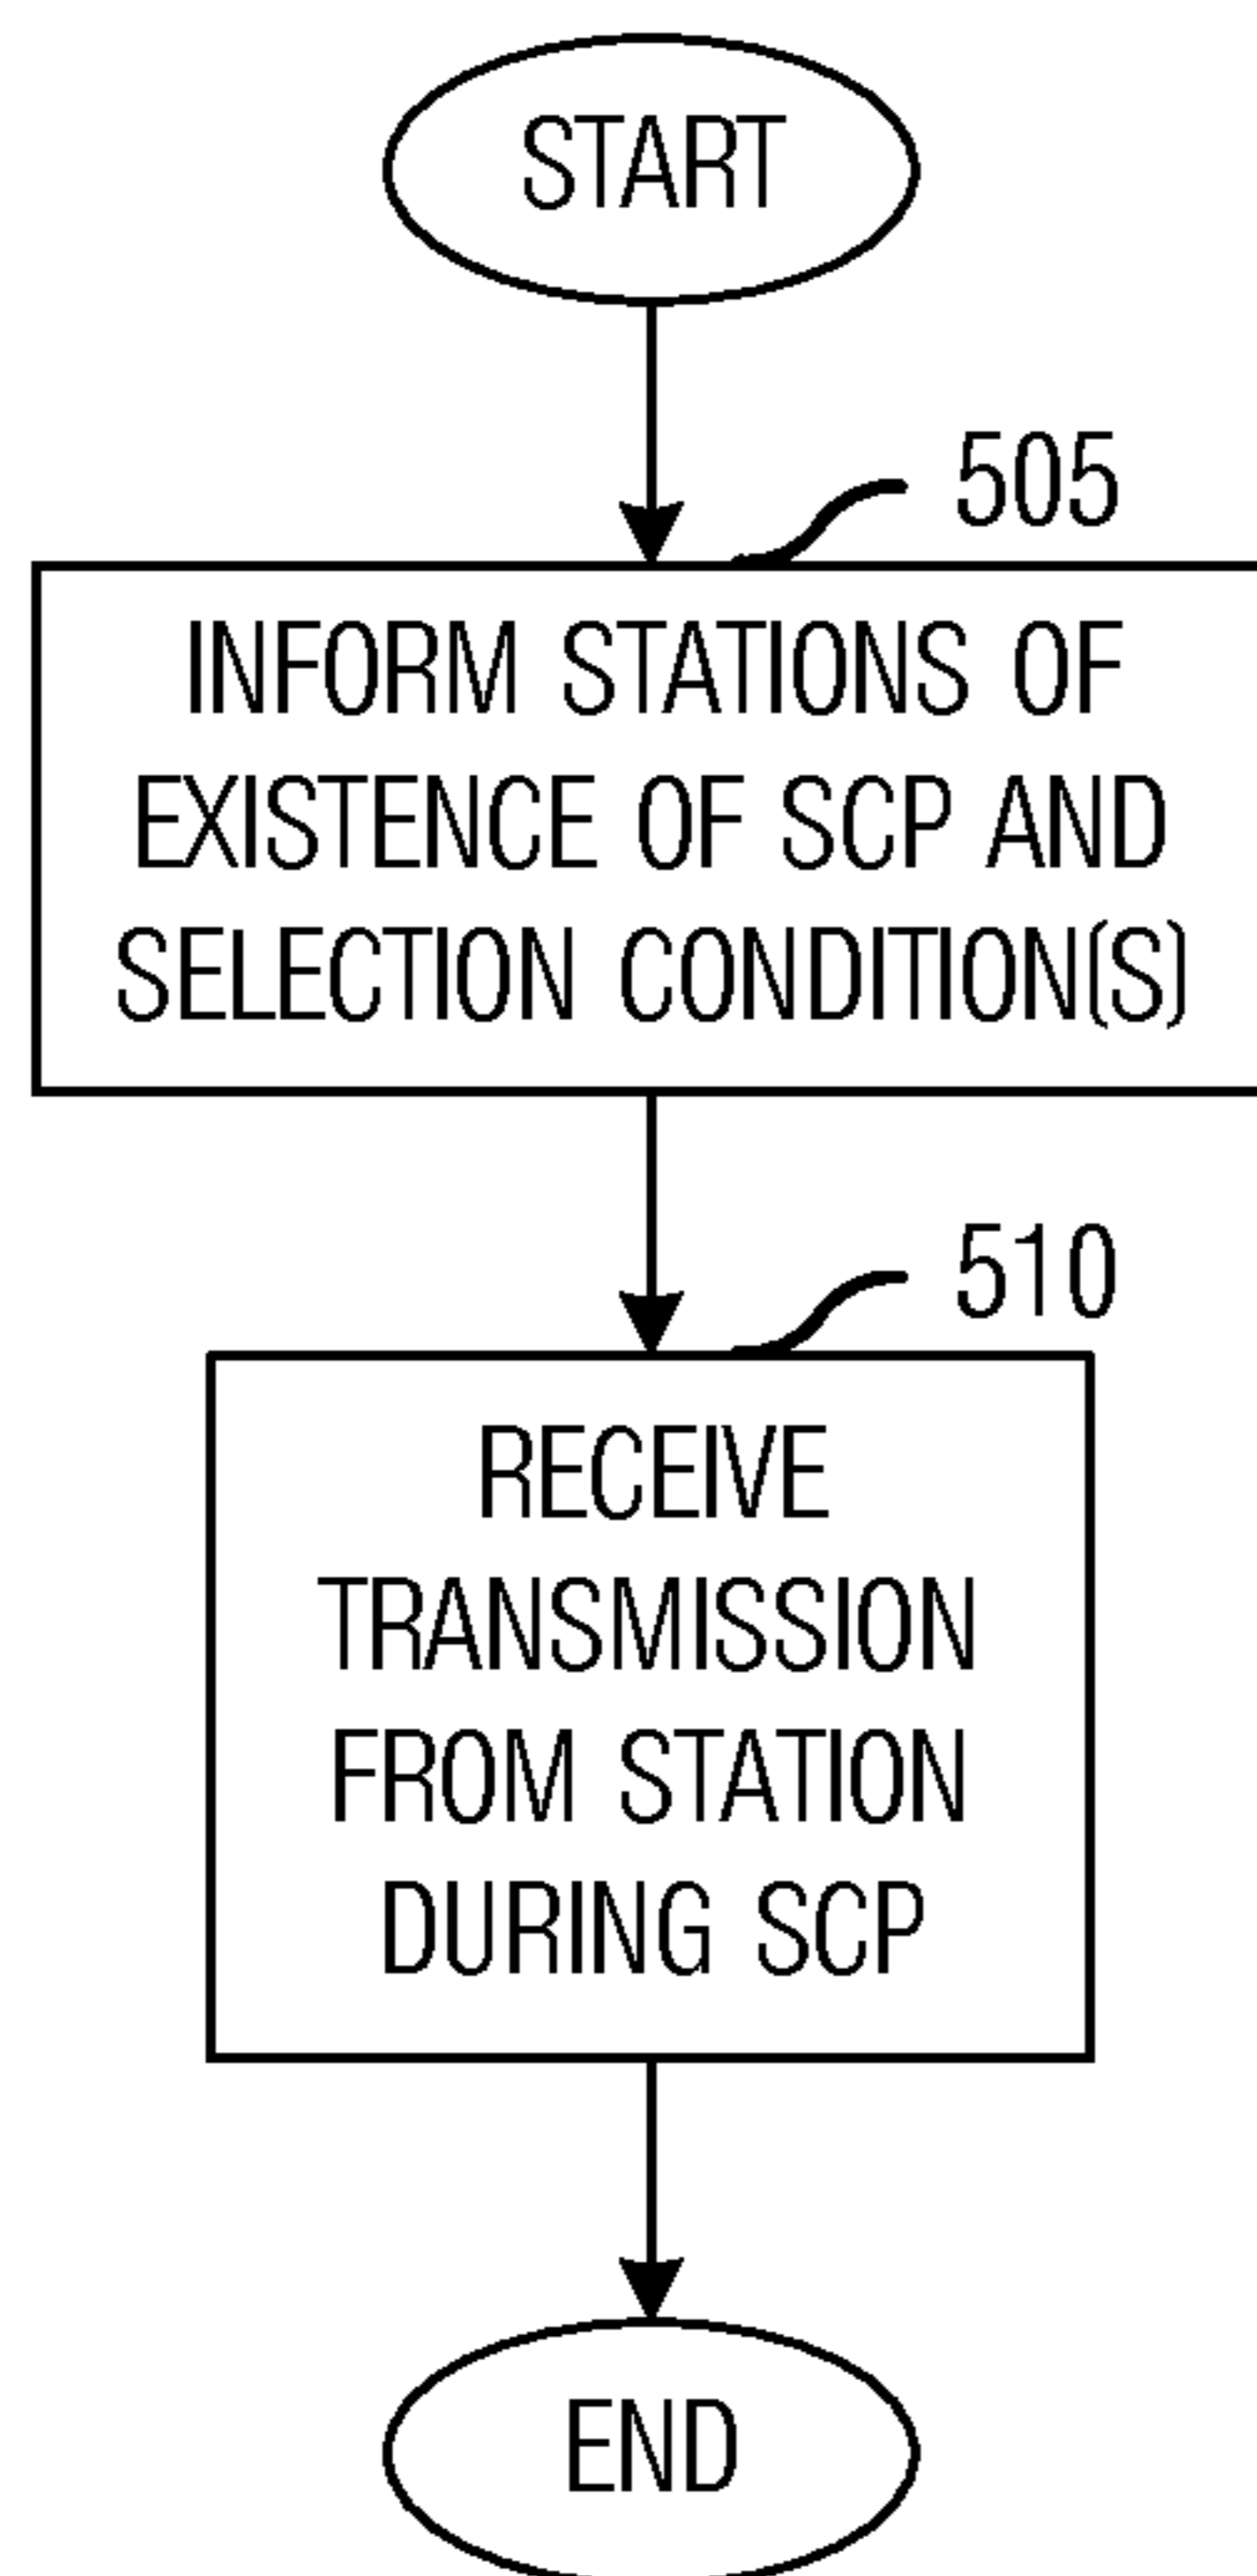 START
505
INFORM STATIONS OF
EXISTENCE OF SCP AND
SELECTION CONDITION(S)
510
RECEIVE
TRANSMISSION
FROM STATION
DURING SCP
END